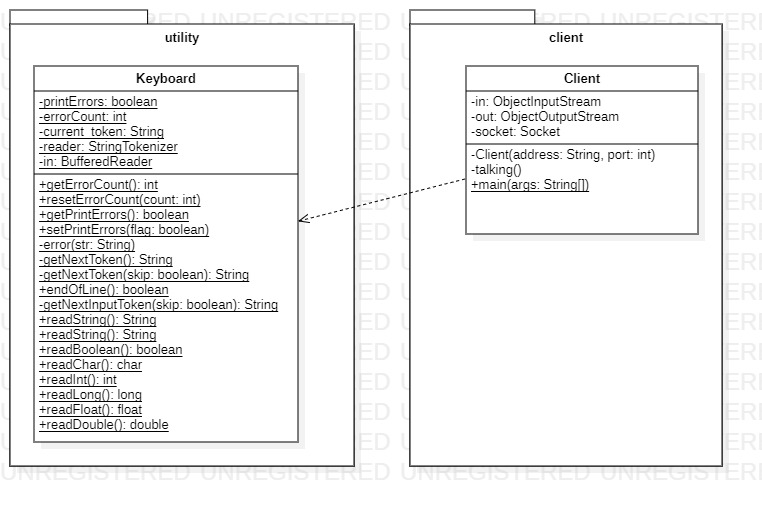 utility
Keyboard
-printErrors: boolean
-errorCount: int
-current_token: String
-reader: StringTokenizer
-in: BufferedReader
+getErrorCount(): int
+resetErrorCount(count: int)
+getPrintErrors(): boolean
+setPrintErrors(flag: boolean)
-error(str: String)
-getNextToken(): String
-getNextToken(skip: boolean): String
+endOfLine(): boolean
-getNextInputToken(skip: boolean): String
+readString(): String
+readString(): String
+readBoolean(): boolean
+readChar(): char
+readInt(): int
+readLong(): long
+readFloat(): float
+readDouble(): double
client
Client
-in: ObjectInputStream
-out: ObjectOutputStream
-socket: Socket
-Client(address: String, port: int)
-talking()
+main(args: String[])
UNREGISTERED UNREGISTERED UNREGISTERI